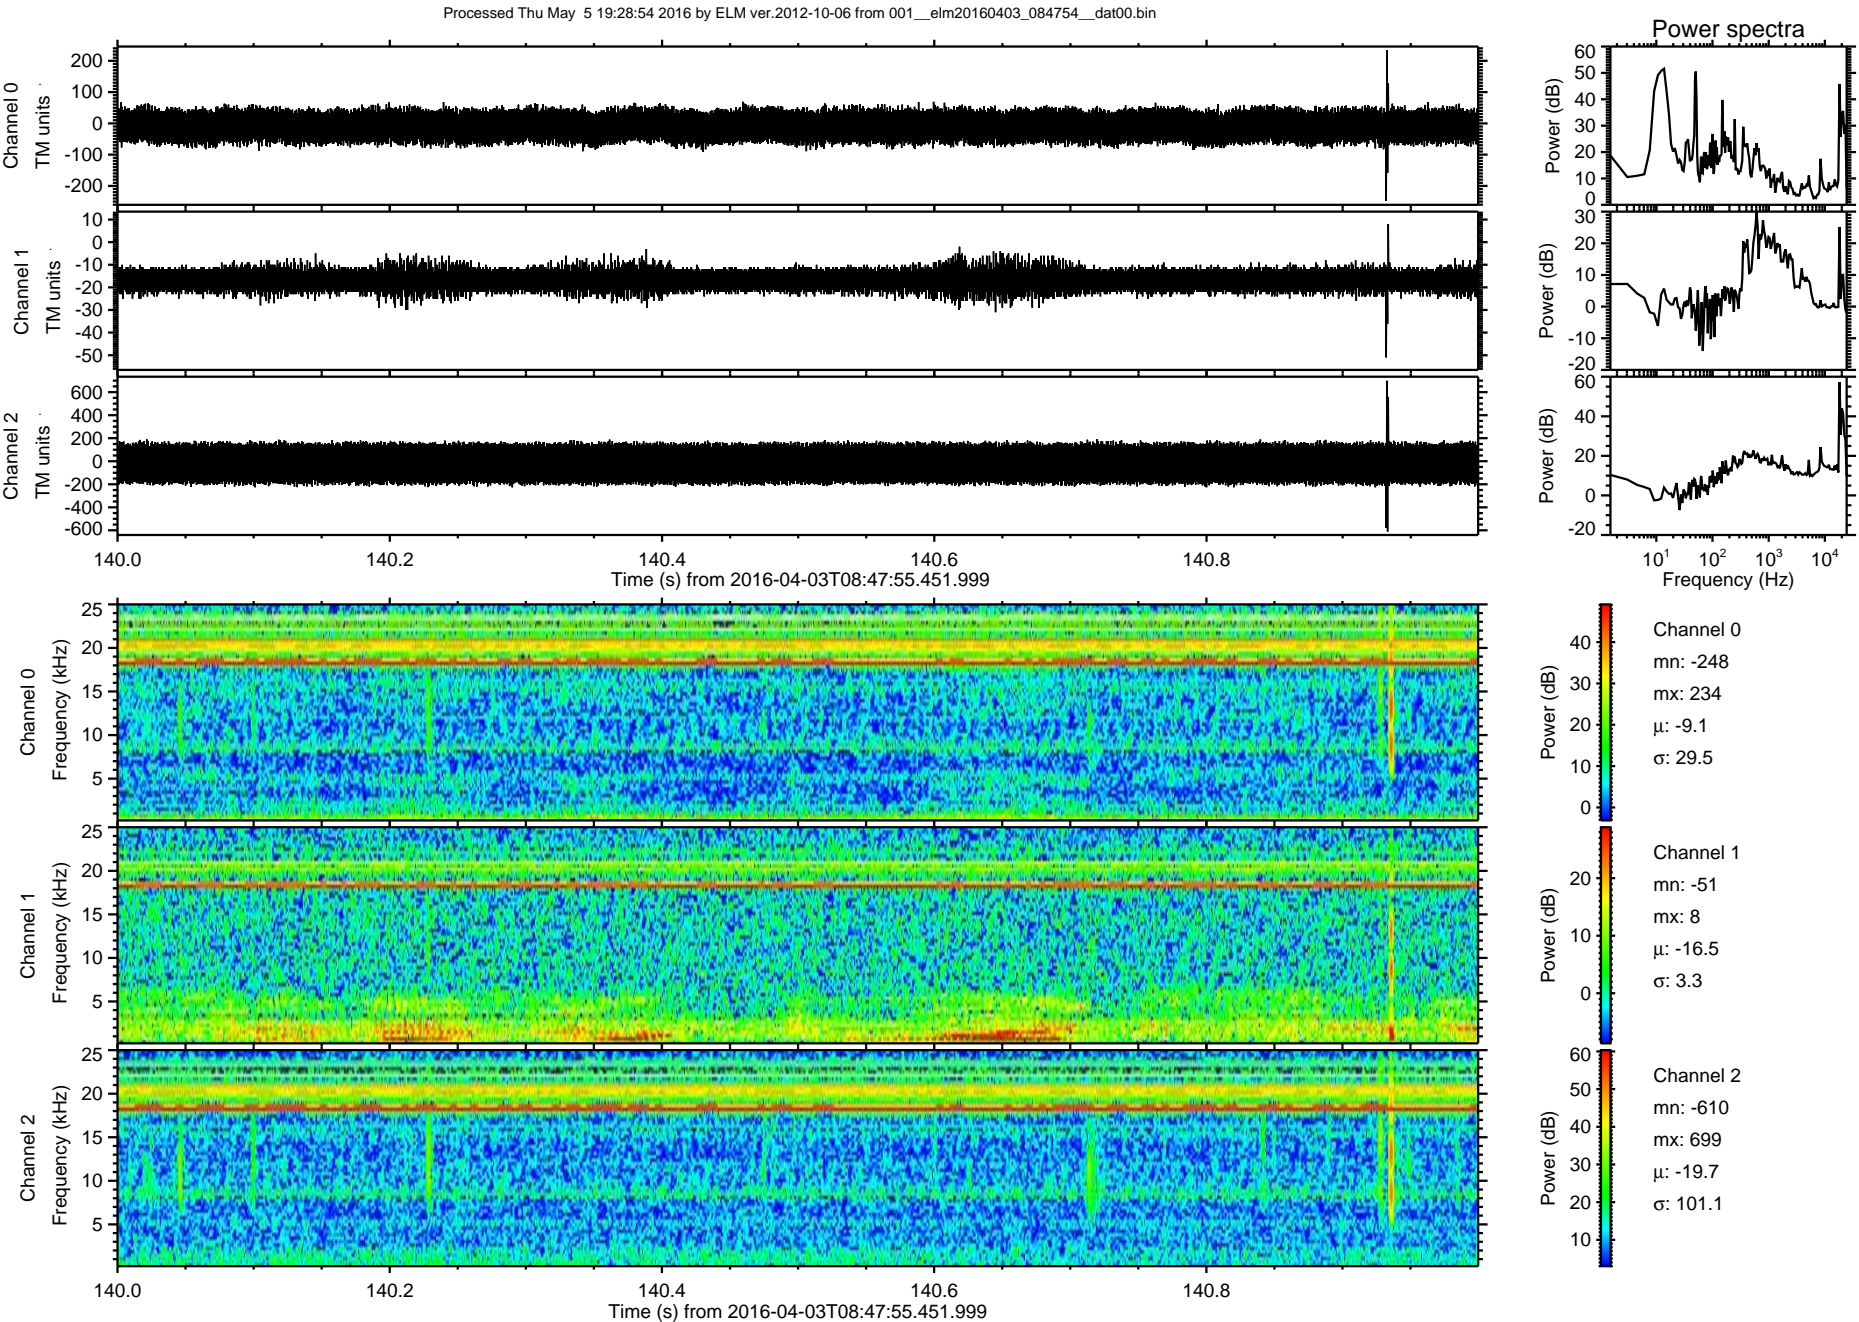 Processed Thu May  5 19:28:54 2016 by ELM ver.2012-10-06 from 001__elm20160403_084754__dat00.bin
Power spectra
Channel 0
TM units
200
100
0
-100
-200
Power (dB)
60
50
40
30
20
10
0
Channel 1
TM units
10
0
-10
-20
-30
-40
-50
Power (dB)
30
20
10
0
-10
-20
Channel 2
TM units
600
400
200
0
-200
-400
-600
Power (dB)
60
40
20
0
-20
140.0 140.2 140.4 140.6 140.8
Time (s) from 2016-04-03T08:47:55.451.999
10¹ 10² 10³ 10⁴
Frequency (Hz)
Channel 0
Frequency (kHz)
25
20
15
10
5
Power (dB)
40
30
20
10
0
Channel 0
mn: -248
mx: 234
μ: -9.1
σ: 29.5
Channel 1
Frequency (kHz)
25
20
15
10
5
Power (dB)
20
10
0
Channel 1
mn: -51
mx: 8
μ: -16.5
σ: 3.3
Channel 2
Frequency (kHz)
25
20
15
10
5
Power (dB)
60
50
40
30
20
10
Channel 2
mn: -610
mx: 699
μ: -19.7
σ: 101.1
140.0 140.2 140.4 140.6 140.8
Time (s) from 2016-04-03T08:47:55.451.999